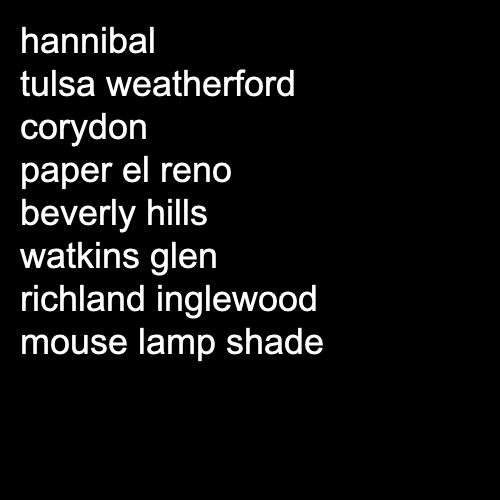 hannibal
tulsa weatherford
corydon
paper el reno
beverly hills
watkins glen
richland inglewood
mouse lamp shade